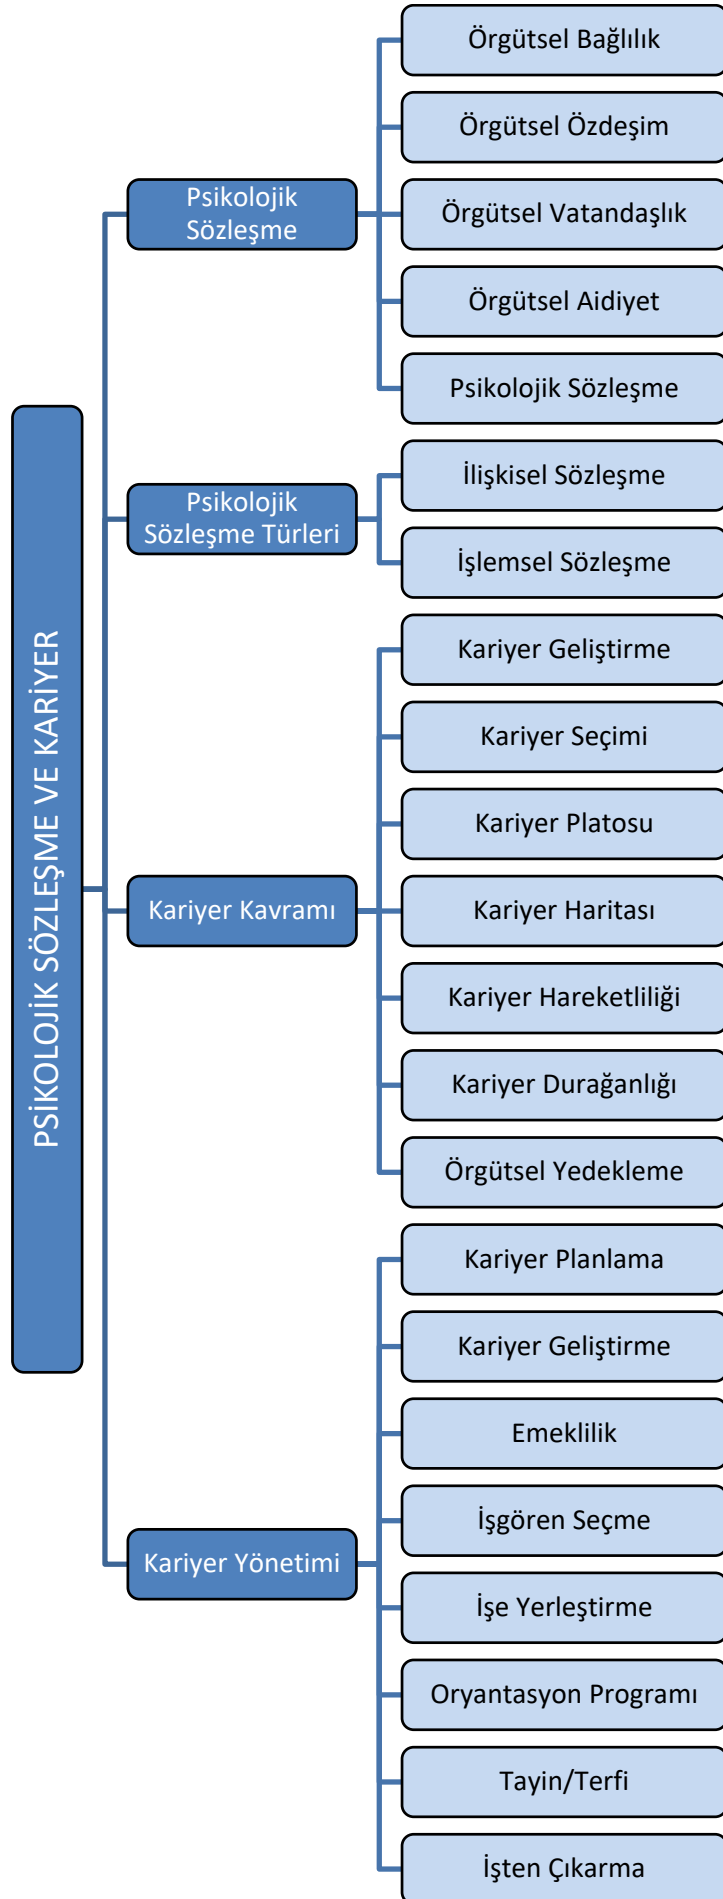 PSİKOLOJİK SÖZLEŞME VE KARİYER
Psikolojik
Sözleşme
Örgütsel Bağlılık
Örgütsel Özdeşim
Örgütsel Vatandaşlık
Örgütsel Aidiyet
Psikolojik Sözleşme
Psikolojik
Sözleşme Türleri
İlişkisel Sözleşme
İşlemsel Sözleşme
Kariyer Kavramı
Kariyer Geliştirme
Kariyer Seçimi
Kariyer Platosu
Kariyer Haritası
Kariyer Hareketliliği
Kariyer Durağanlığı
Örgütsel Yedekleme
Kariyer Yönetimi
Kariyer Planlama
Kariyer Geliştirme
Emeklilik
İşgören Seçme
İşe Yerleştirme
Oryantasyon Programı
Tayin/Terfi
İşten Çıkarma